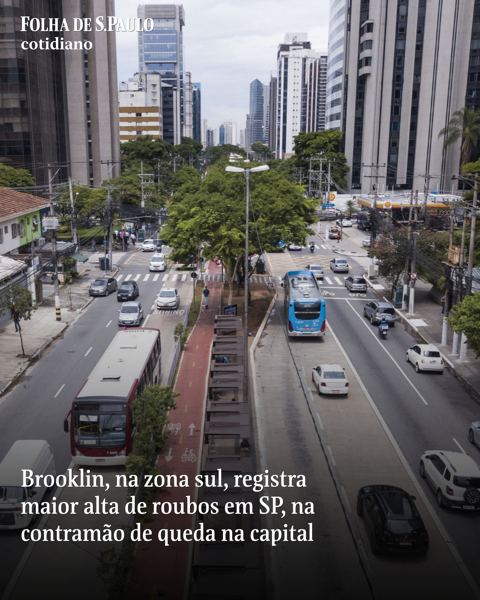 FOLHA DE S.PAULO
cotidiano
Brooklin, na zona sul, registra
maior alta de roubos em SP, na
contramão de queda na capital